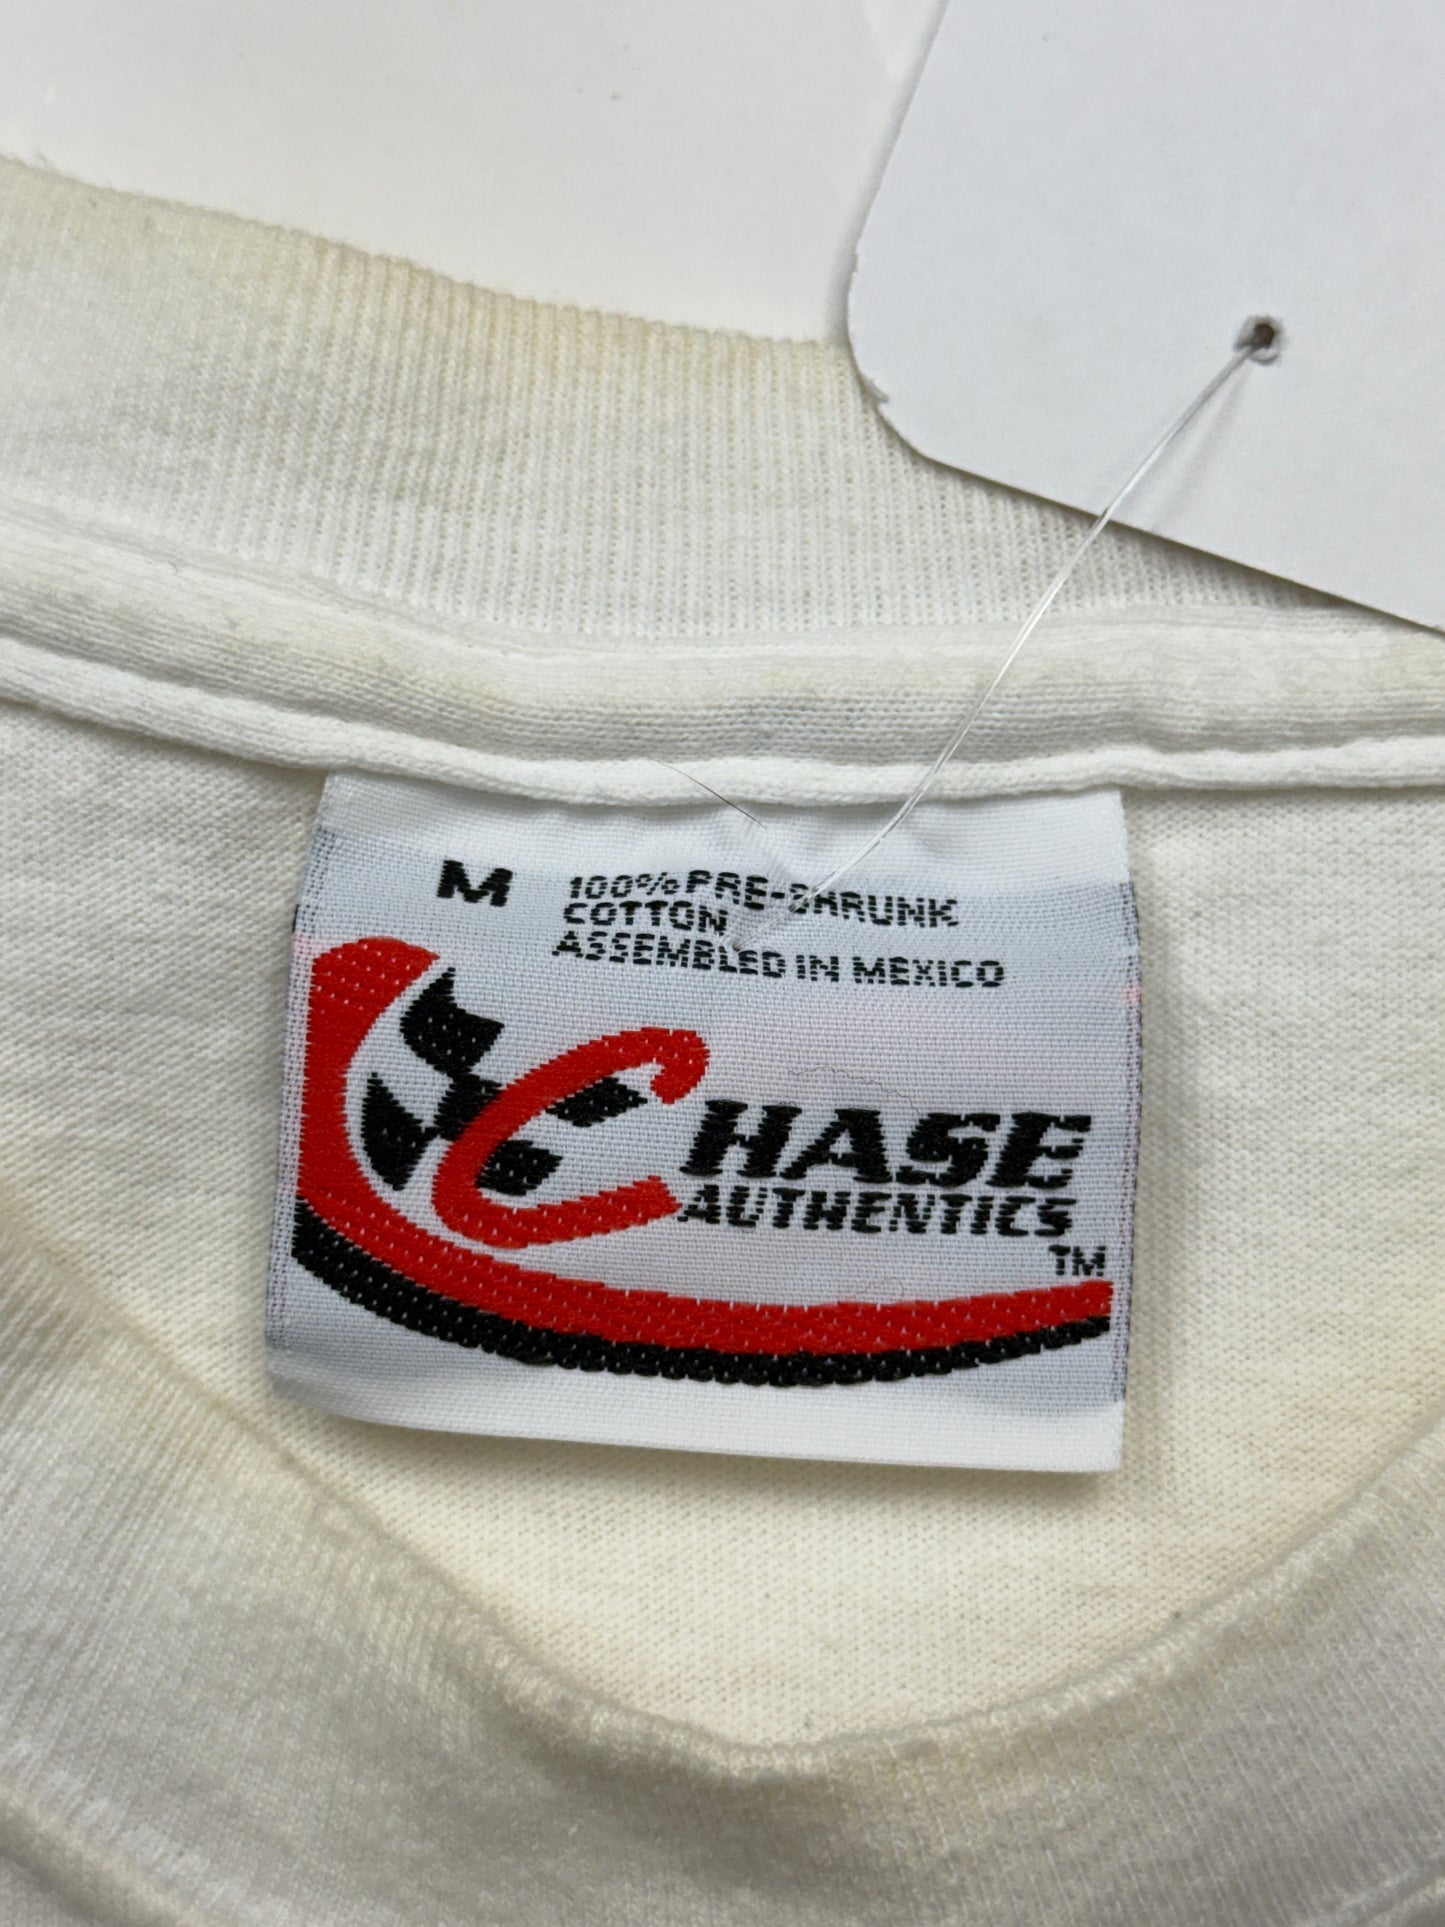 M
100% PRE-SHRUNK
COTTON
ASSEMBLED IN MEXICO
CHASE
AUTHENTICS
TM